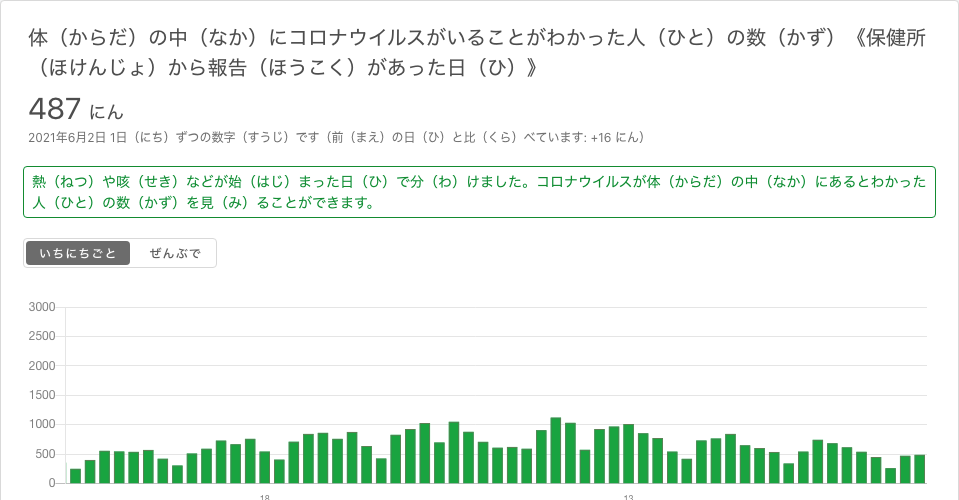 体（からだ）の中（なか）にコロナウイルスがいることがわかった人（ひと）の数（かず）《保健所
（ほけんじょ）から報告（ほうこく）があった日（ひ）》
487 にん
2021年6月2日 1日（にち）ずつの数字（すうじ）です（前（まえ）の日（ひ）と比（くら）べています: +16 にん）
熱（ねつ）や咳（せき）などが始（はじ）まった日（ひ）で分（わ）けました。コロナウイルスが体（からだ）の中（なか）にあるとわかった
人（ひと）の数（かず）を見（み）ることができます。
いちにちごと ぜんぶで
3000
2500
2000
1500
1000
500
0
18 13